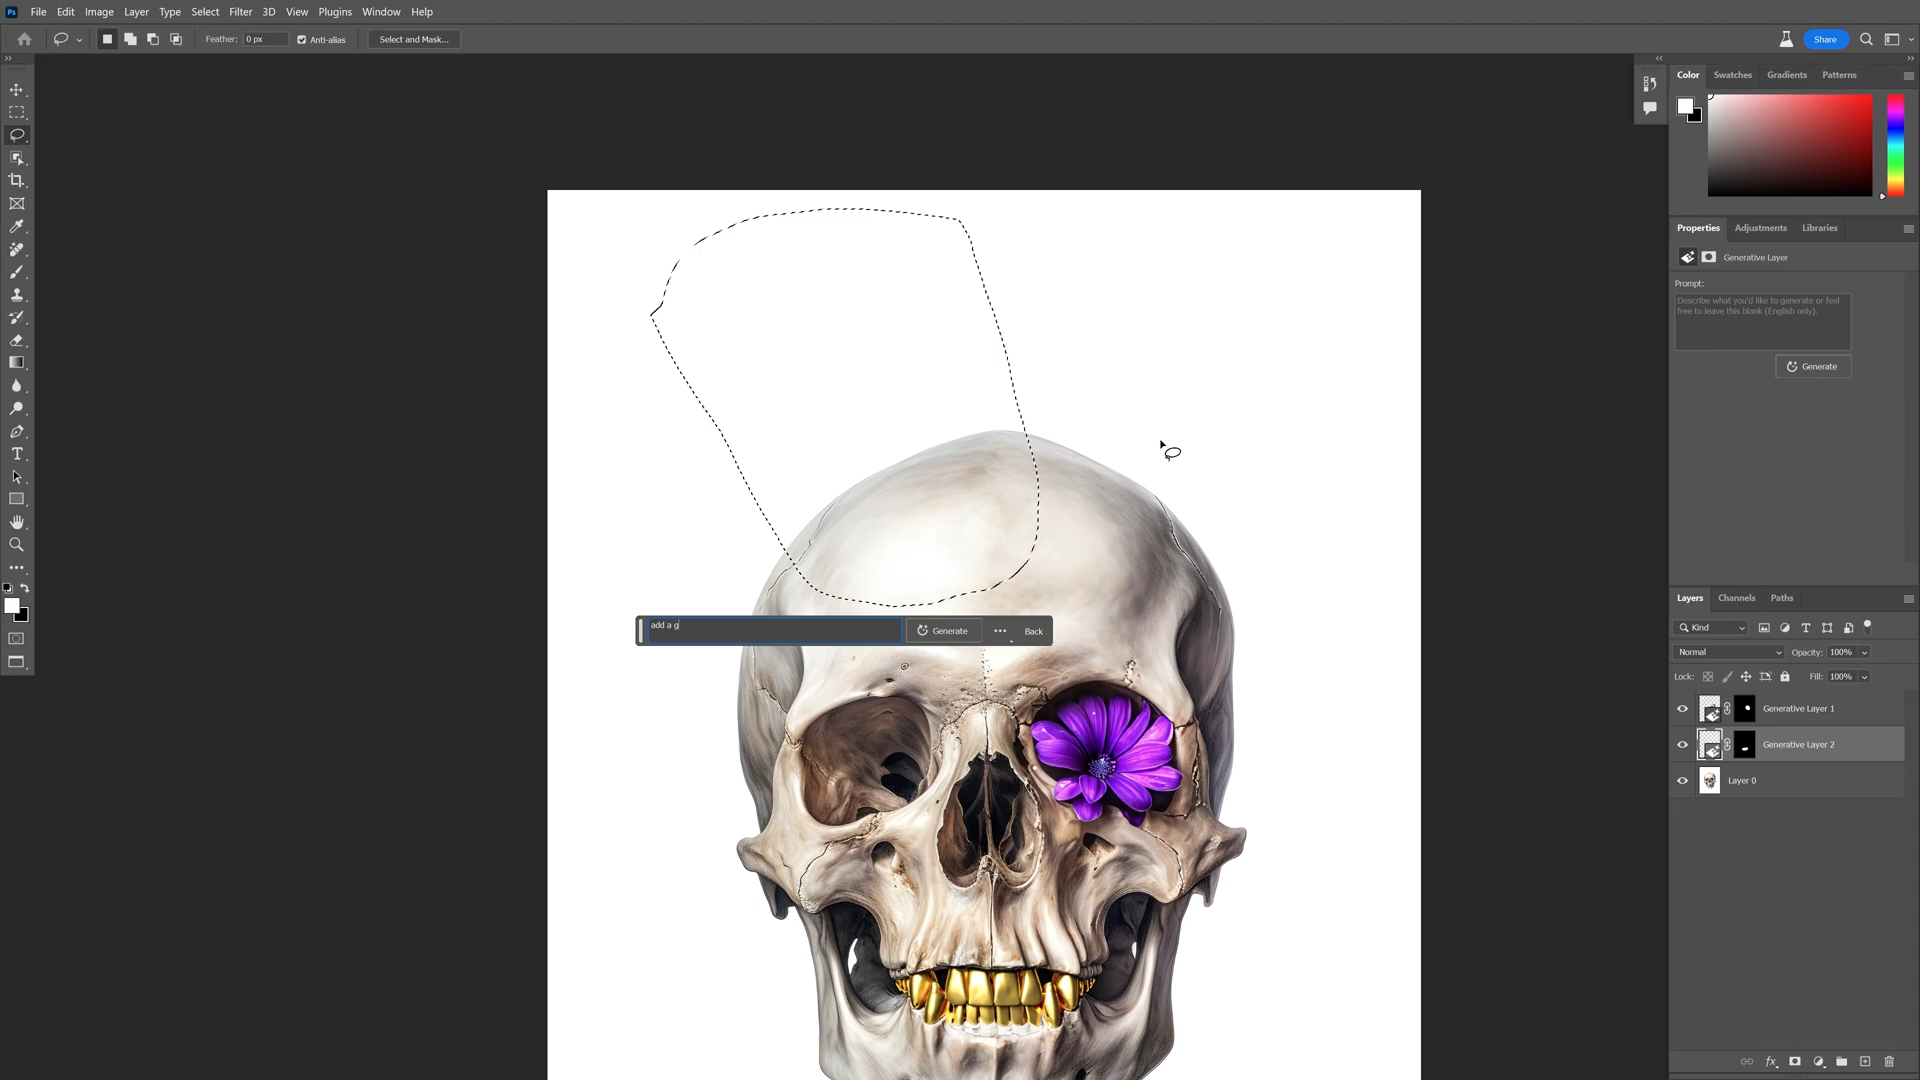 Ps File Edit Image Layer Type Select Filter 3D View Plugins Window Help
Feather: 0 px Anti-alias Select and Mask... Share
Color Swatches Gradients Patterns
Properties Adjustments Libraries
Generative Layer
Prompt:
Describe what you'd like to generate or feel
free to leave this blank (English only).
Generate
add a g
Generate
Back
Layers Channels Paths
Kind
Normal Opacity: 100%
Lock: Fill: 100%
Generative Layer 1
Generative Layer 2
Layer 0
fx